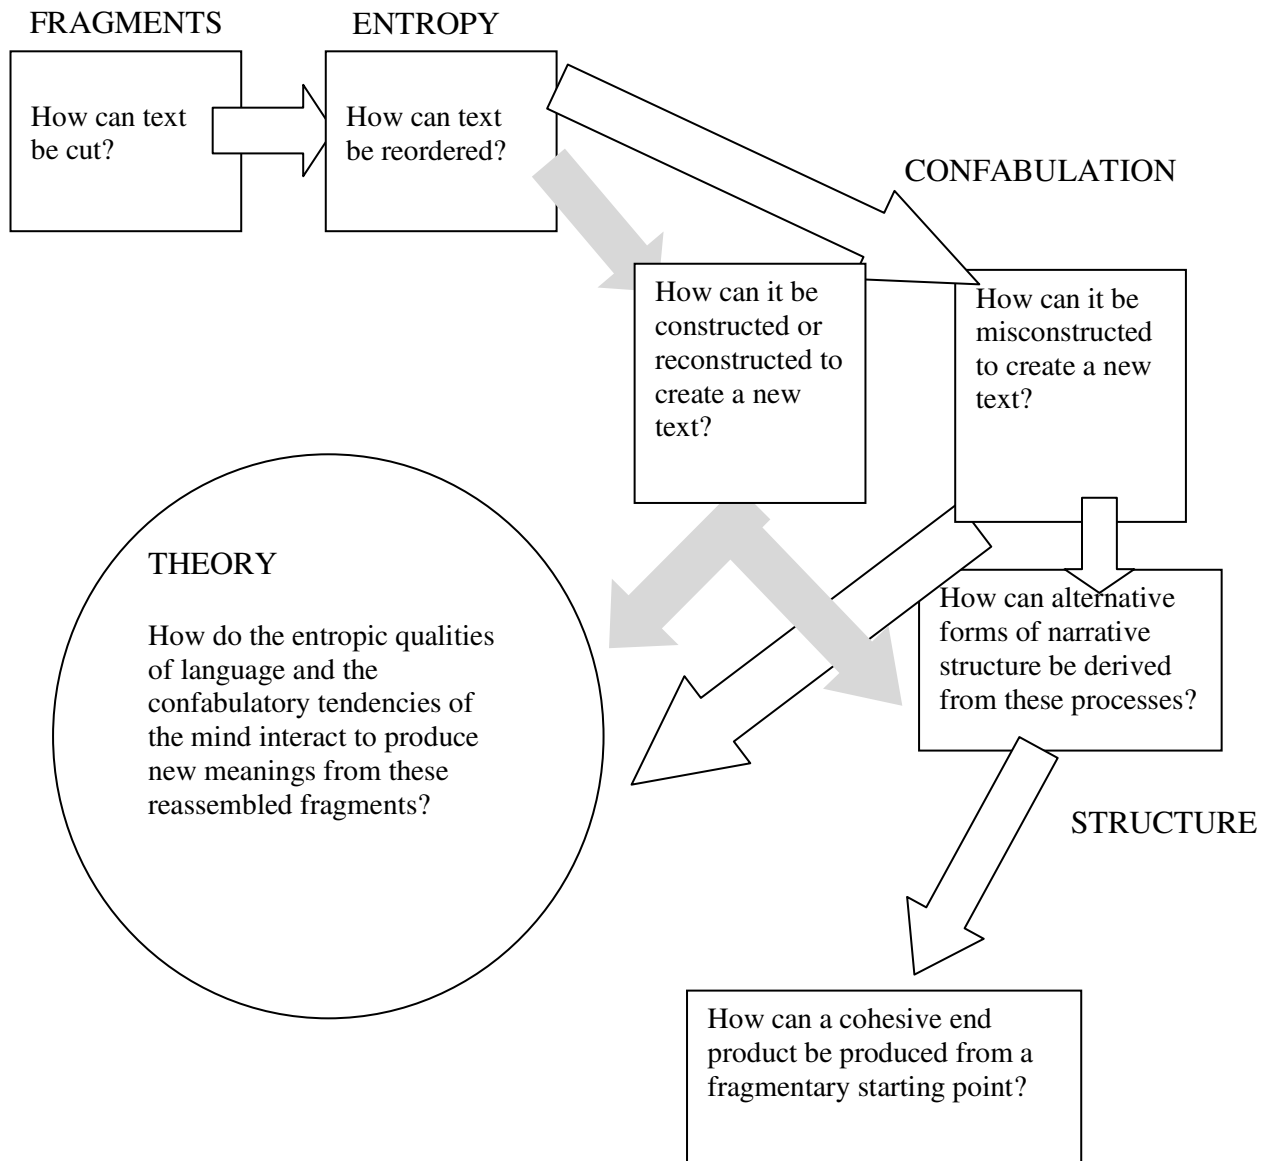 FRAGMENTS
ENTROPY
How can text
be cut?
How can text
be reordered?
CONFABULATION
How can it be
constructed or
reconstructed to
create a new
text?
How can it be
misconstructed
to create a new
text?
THEORY
How do the entropic qualities
of language and the
confabulatory tendencies of
the mind interact to produce
new meanings from these
reassembled fragments?
How can alternative
forms of narrative
structure be derived
from these processes?
STRUCTURE
How can a cohesive end
product be produced from a
fragmentary starting point?